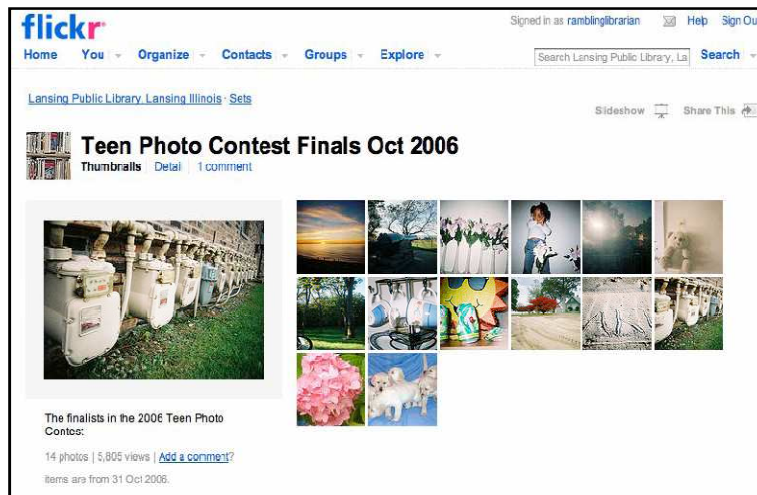 flickr
Signed in as ramblinglibrarian Help Sign Ou
Home You Organize Contacts Groups Explore
Search Lansing Public Library, La Search
Lansing Public Library, Lansing Illinois · Sets
Slideshow Share This
Teen Photo Contest Finals Oct 2006
Thumbnails Detail 1 comment
The finalists in the 2006 Teen Photo
Contest
14 photos | 5,805 views | Add a comment?
items are from 31 Oct 2006.